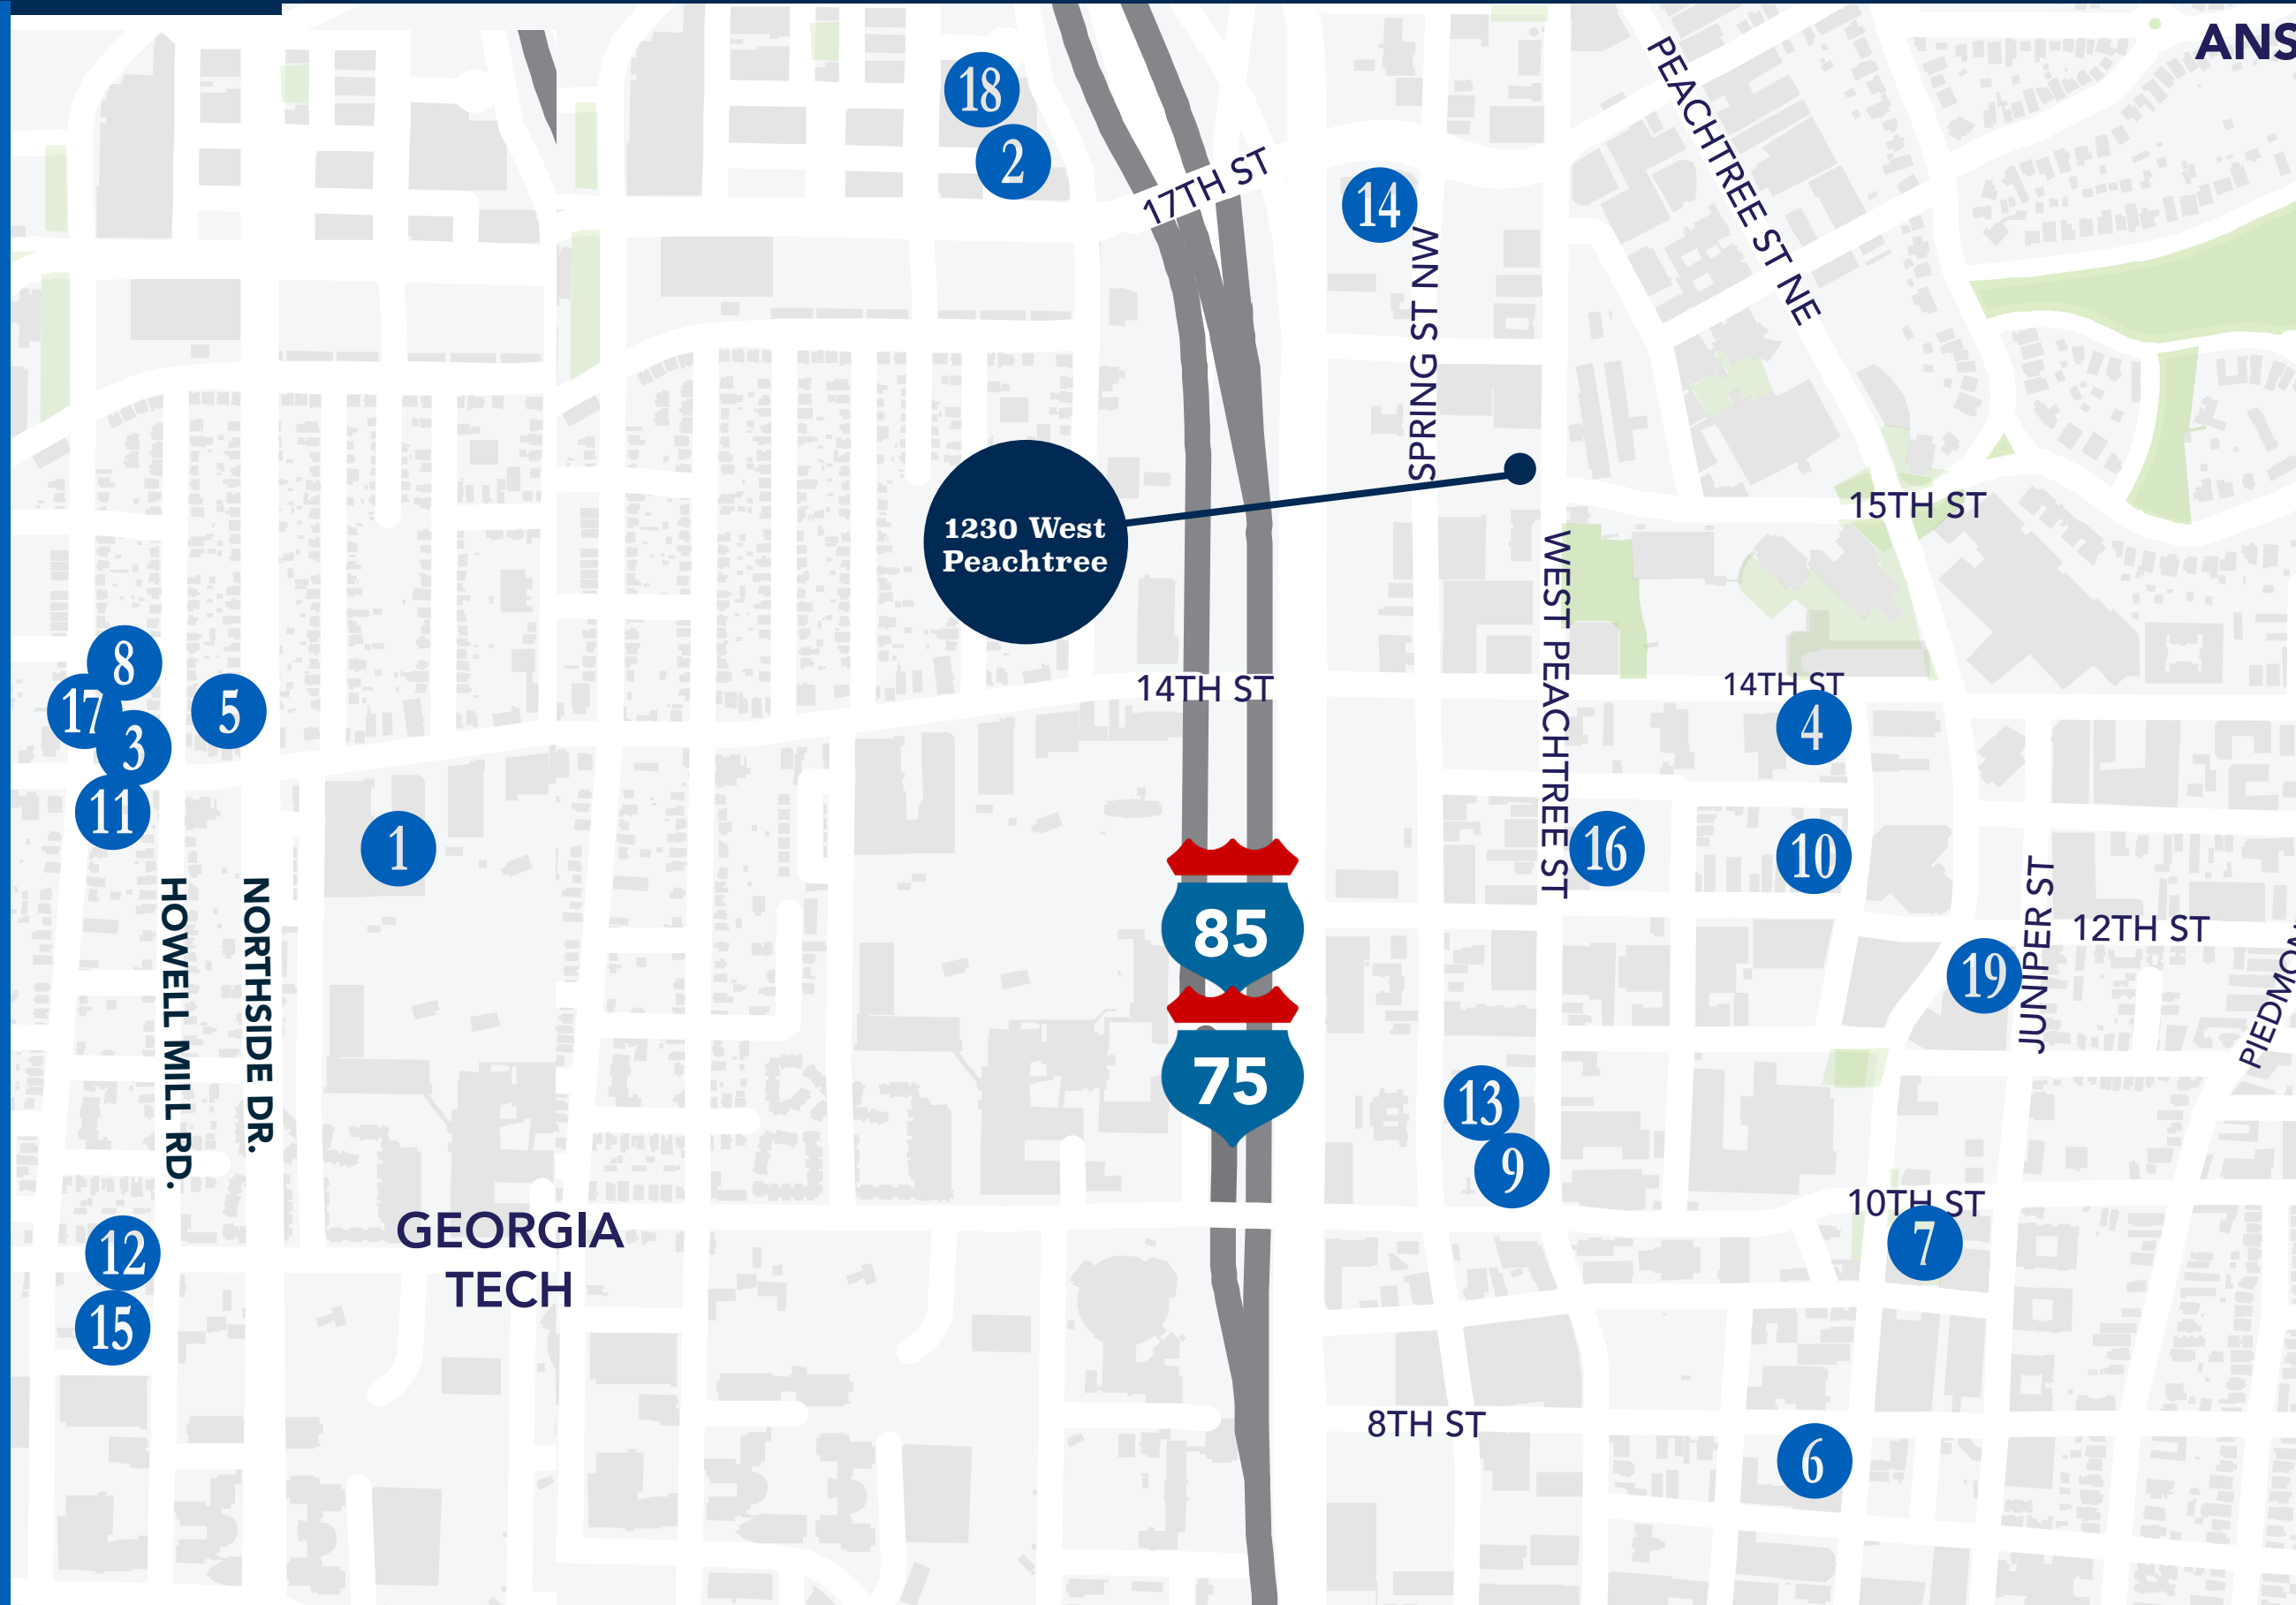 ANS
PEACHTREE ST NE
18
2
17TH ST
14
SPRING ST NW
1230 West
Peachtree
15TH ST
WEST PEACHTREE ST
8
17
5
3
11
1
14TH ST
14TH ST
4
16
10
HOWELL MILL RD.
NORTHSIDE DR.
85
75
JUNIPER ST
12TH ST
19
PIEDMON
13
9
10TH ST
7
GEORGIA
TECH
12
15
8TH ST
6